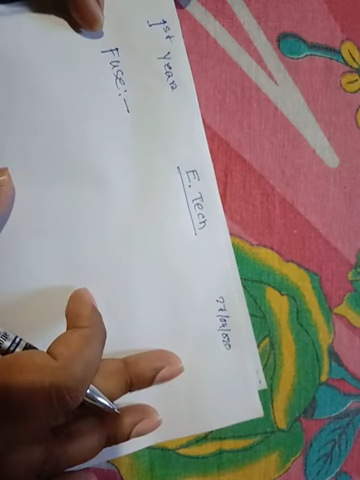 1st year
E. Tech
Fuse:-